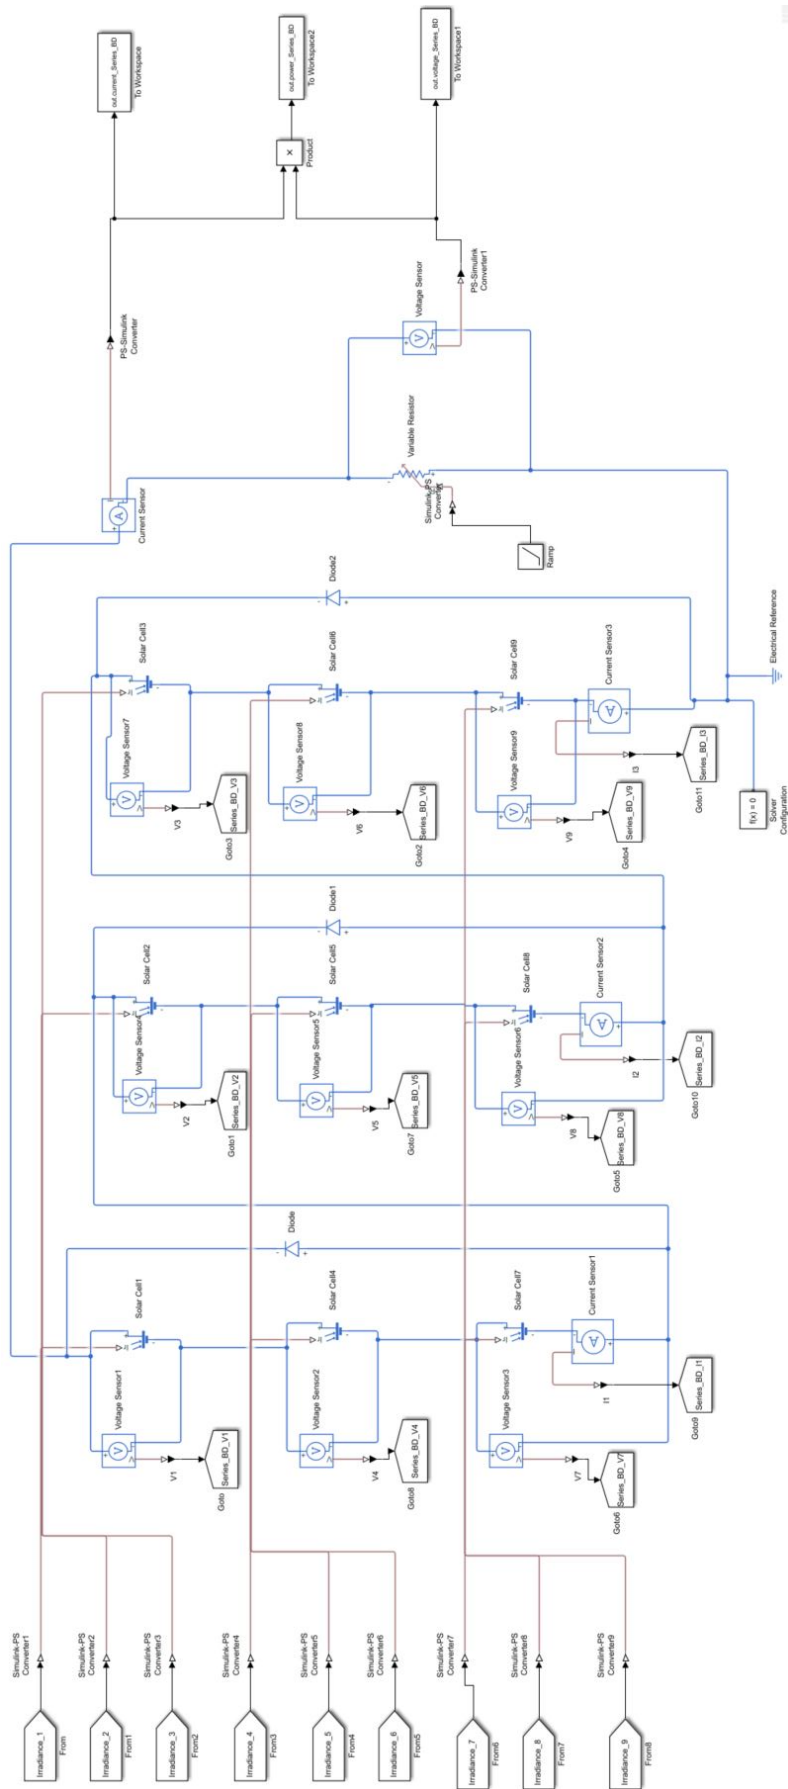 Irradiance_1
From
Simulink-PS
Converter1
Irradiance_2
From1
Simulink-PS
Converter2
Irradiance_3
From2
Simulink-PS
Converter3
Irradiance_4
From3
Simulink-PS
Converter4
Irradiance_5
From4
Simulink-PS
Converter5
Irradiance_6
From5
Simulink-PS
Converter6
Irradiance_7
From6
Simulink-PS
Converter7
Irradiance_8
From7
Simulink-PS
Converter8
Irradiance_9
From8
Simulink-PS
Converter9
Voltage Sensor1
V
V1
Series_BD_V1
Goto
Solar Cell1
Voltage Sensor2
V
V4
Series_BD_V4
Goto8
Solar Cell4
Voltage Sensor3
V
V7
Series_BD_V7
Goto6
Solar Cell7
Current Sensor1
A
I1
Series_BD_I1
Goto9
Diode
Voltage Sensor4
V
V2
Series_BD_V2
Goto1
Solar Cell2
Voltage Sensor5
V
V5
Series_BD_V5
Goto7
Solar Cell5
Voltage Sensor6
V
V8
Series_BD_V8
Goto5
Solar Cell8
Current Sensor2
A
I2
Series_BD_I2
Goto10
Diode1
Voltage Sensor7
V
V3
Series_BD_V3
Goto3
Solar Cell3
Voltage Sensor8
V
V6
Series_BD_V6
Goto2
Solar Cell6
Voltage Sensor9
V
V9
Series_BD_V9
Goto4
Solar Cell9
Current Sensor3
A
I3
Series_BD_I3
Goto11
Diode2
f(x) = 0
Solver
Configuration
Electrical Reference
Ramp
Simulink-PS
Variable Resistor
A
Current Sensor
V
Voltage Sensor
PS-Simulink
Converter
PS-Simulink
Converter1
×
Product
out.current_Series_BD
To Workspace
out.power_Series_BD
To Workspace2
out.voltage_Series_BD
To Workspace1